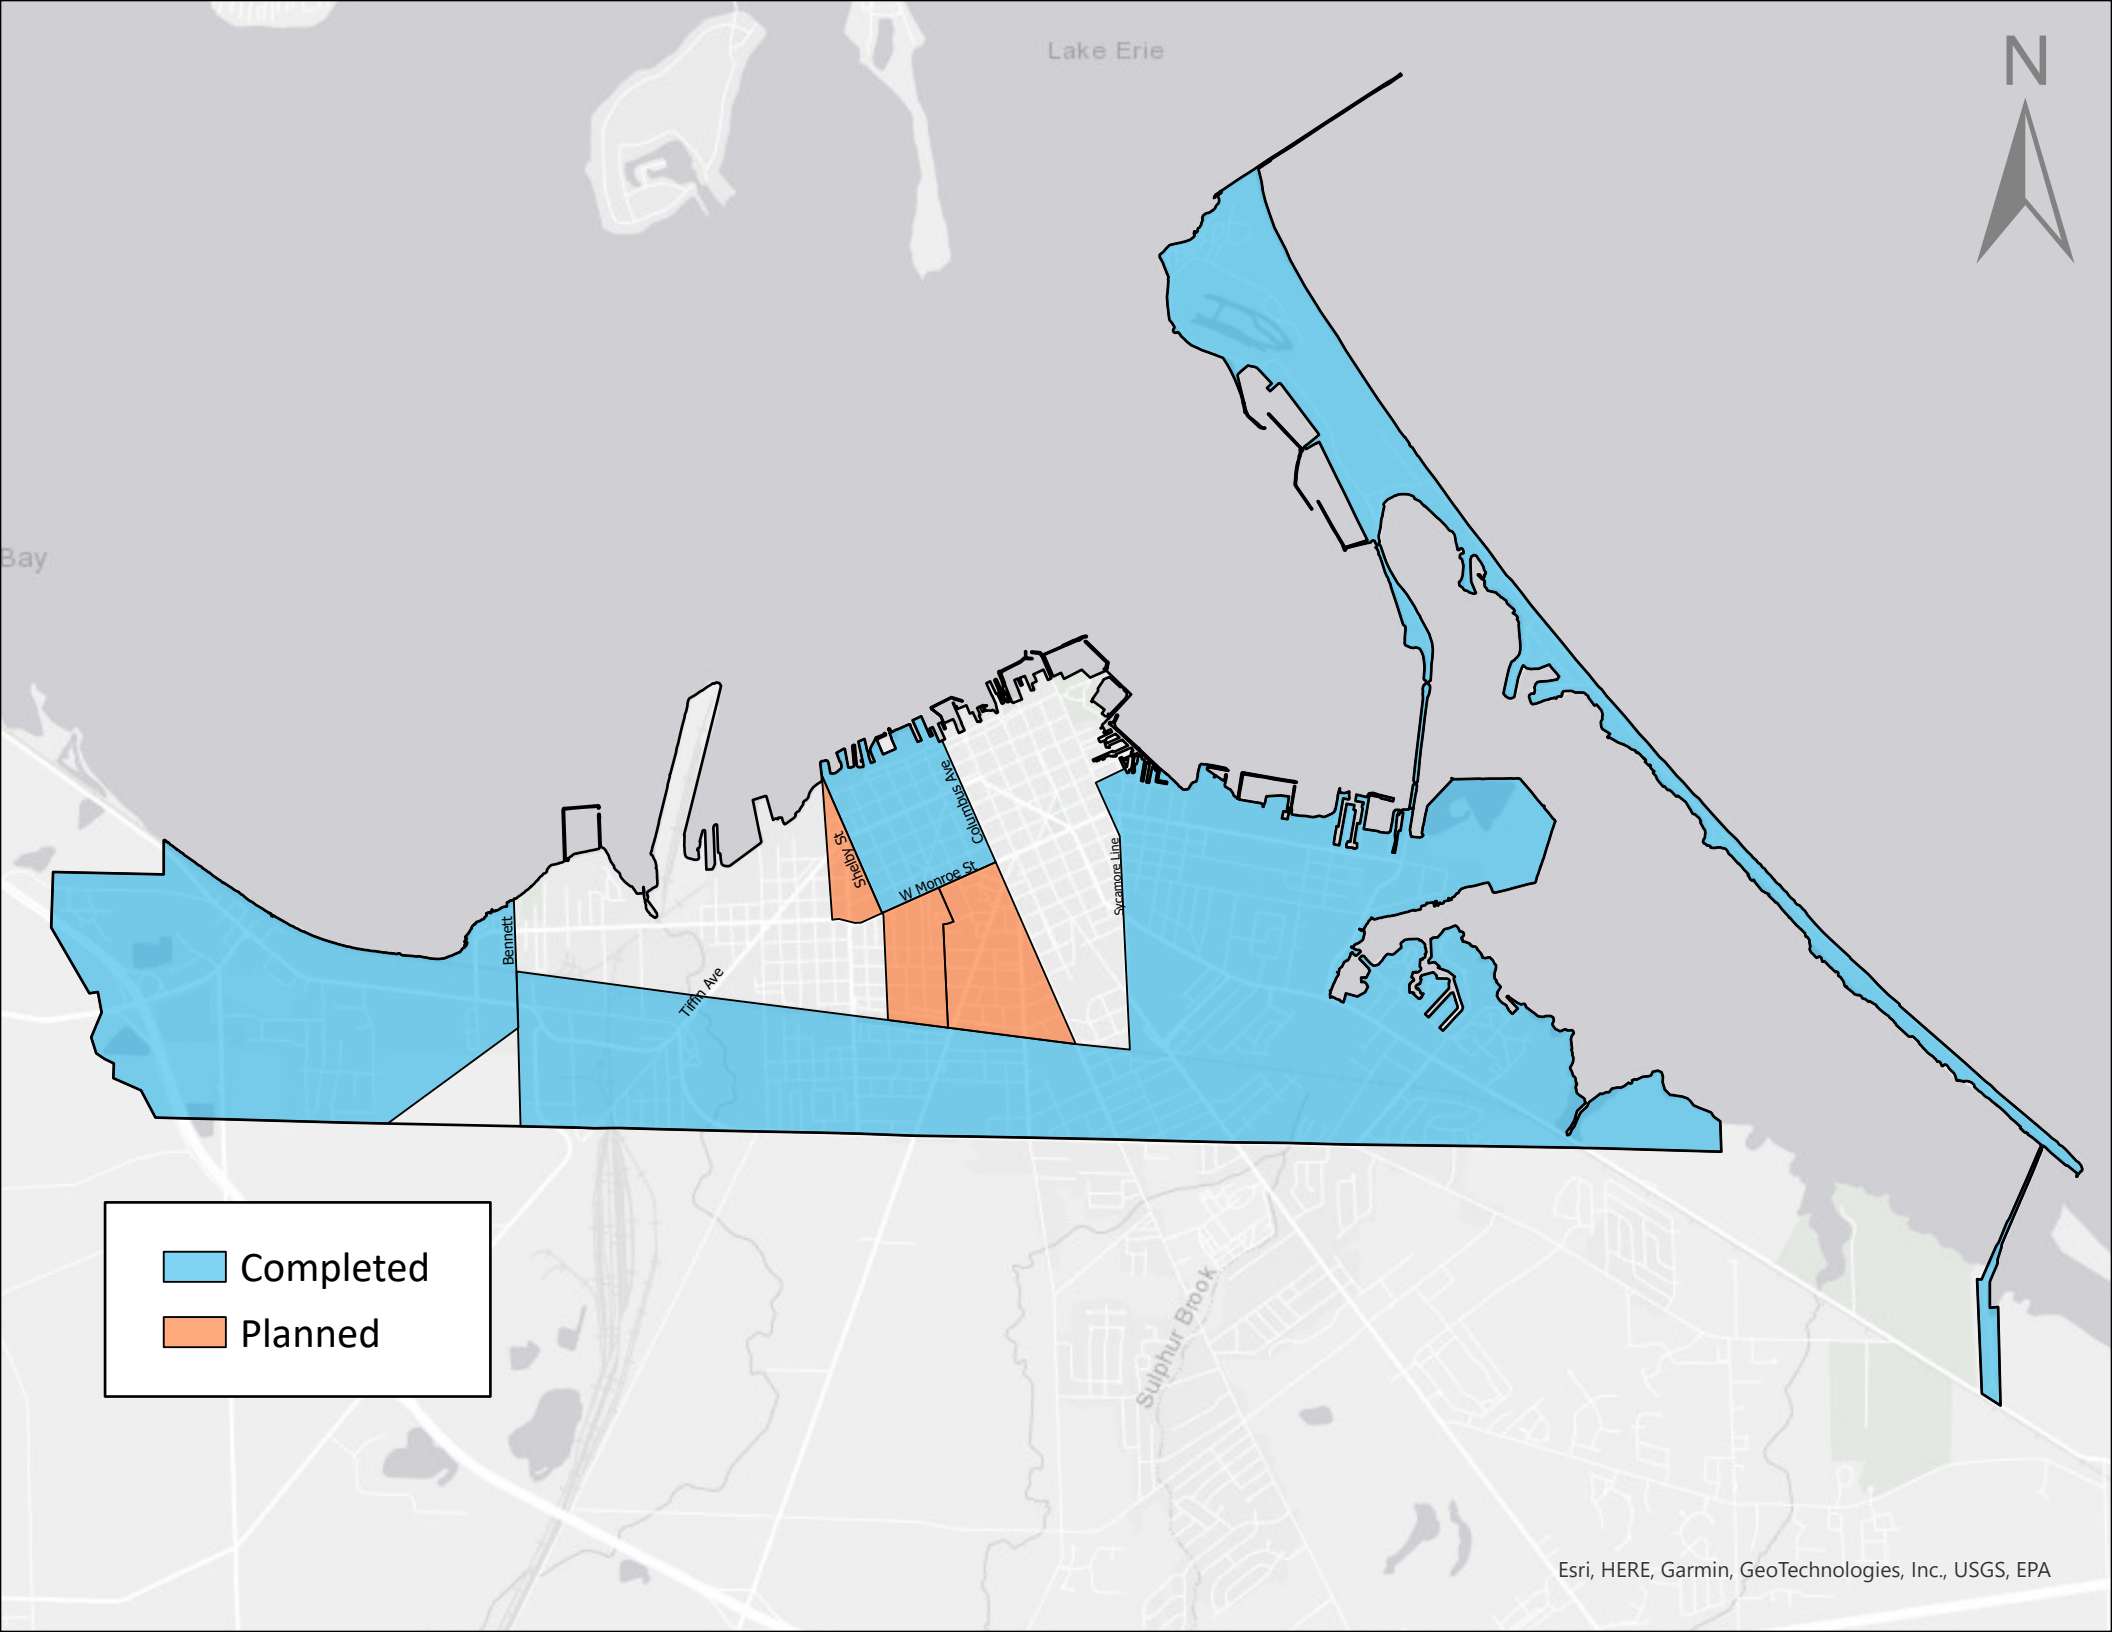 Lake Erie
N
Bay
Columbus Ave
Shelby St
W Monroe St
Sycamore Line
Bennett
Tiffin Ave
Completed
Planned
Sulphur Brook
Esri, HERE, Garmin, GeoTechnologies, Inc., USGS, EPA